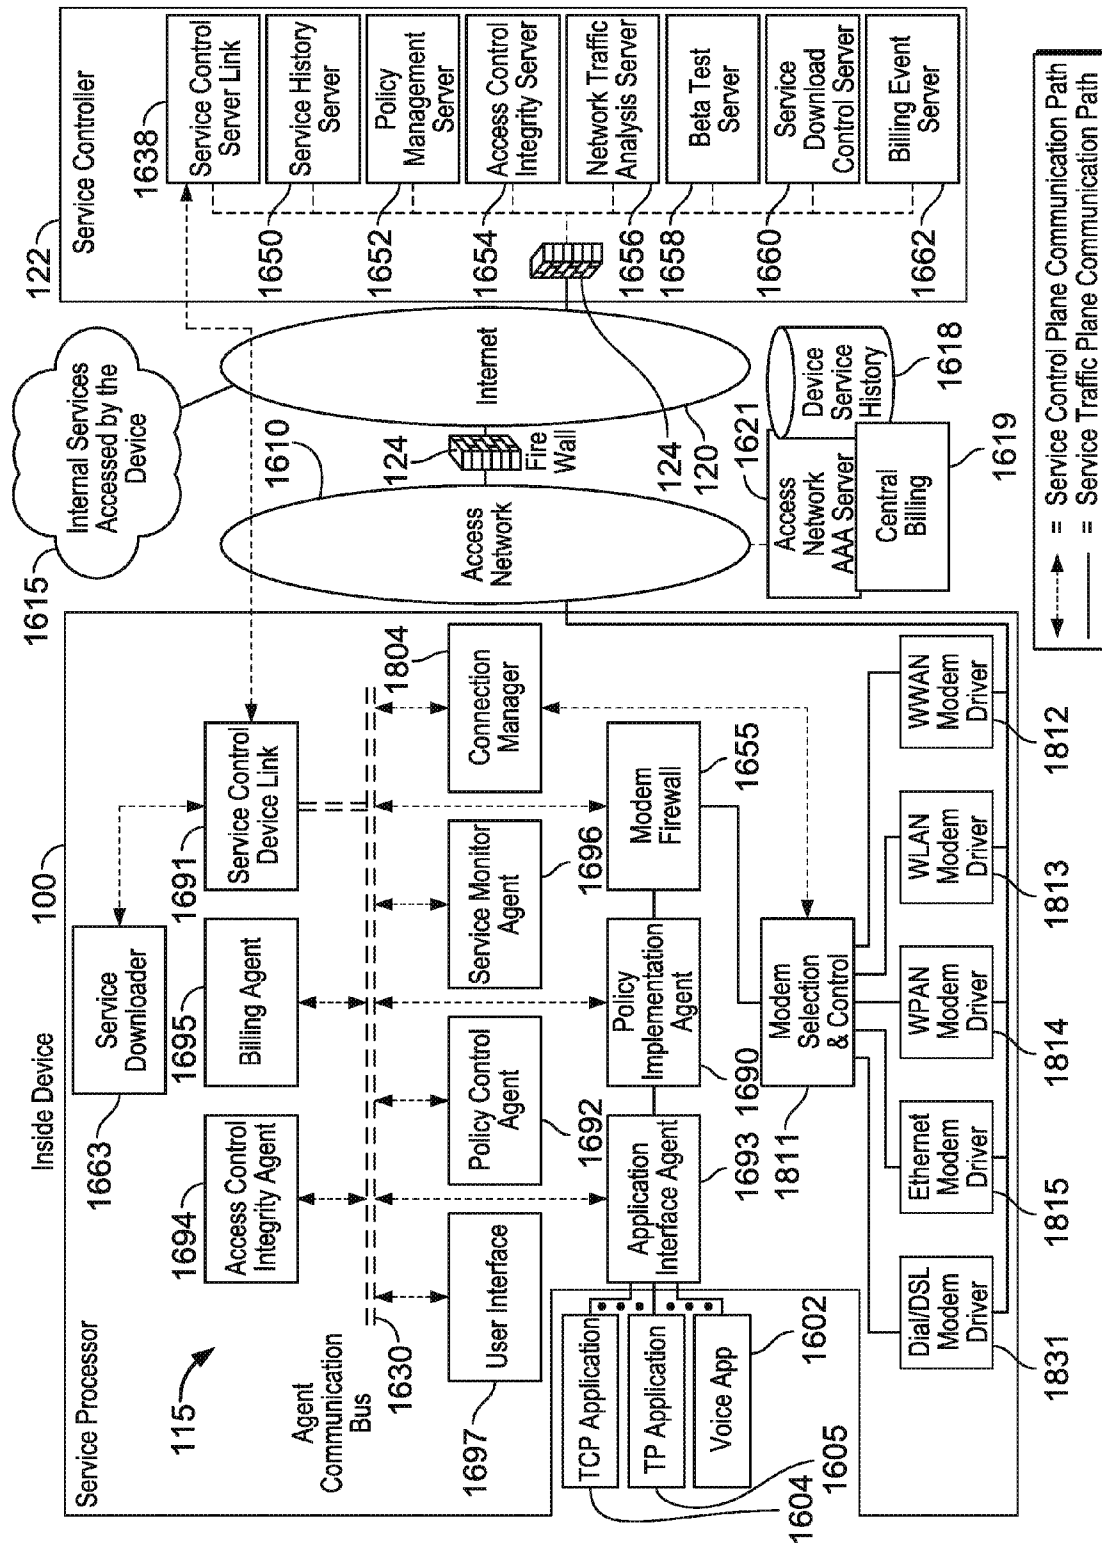 Service Processor
115
Inside Device
100
1694
Access Control
Integrity Agent
1695
Billing Agent
1691
Service Control
Device Link
1663
Service
Downloader
Agent
Communication
Bus
1630
1697
User Interface
1692
Policy Control
Agent
1696
Service Monitor
Agent
1804
Connection
Manager
1693
Application
Interface Agent
1690
Policy
Implementation
Agent
1655
Modem
Firewall
TCP Application
TP Application
Voice App
1604
1605
1602
1811
Modem
Selection
& Control
Dial/DSL
Modem
Driver
1831
Ethernet
Modem
Driver
1815
WPAN
Modem
Driver
1814
WLAN
Modem
Driver
1813
WWAN
Modem
Driver
1812
1615
Internal Services
Accessed by the
Device
1610
Access
Network
124
Fire
Wall
Internet
120
124
1621
Access
Network
AAA Server
Device
Service
History
1618
Central
Billing
1619
122
Service Controller
1638
Service Control
Server Link
1650
Service History
Server
1652
Policy
Management
Server
1654
Access Control
Integrity Server
1656
Network Traffic
Analysis Server
1658
Beta Test
Server
1660
Service
Download
Control Server
1662
Billing Event
Server
= Service Control Plane Communication Path
= Service Traffic Plane Communication Path